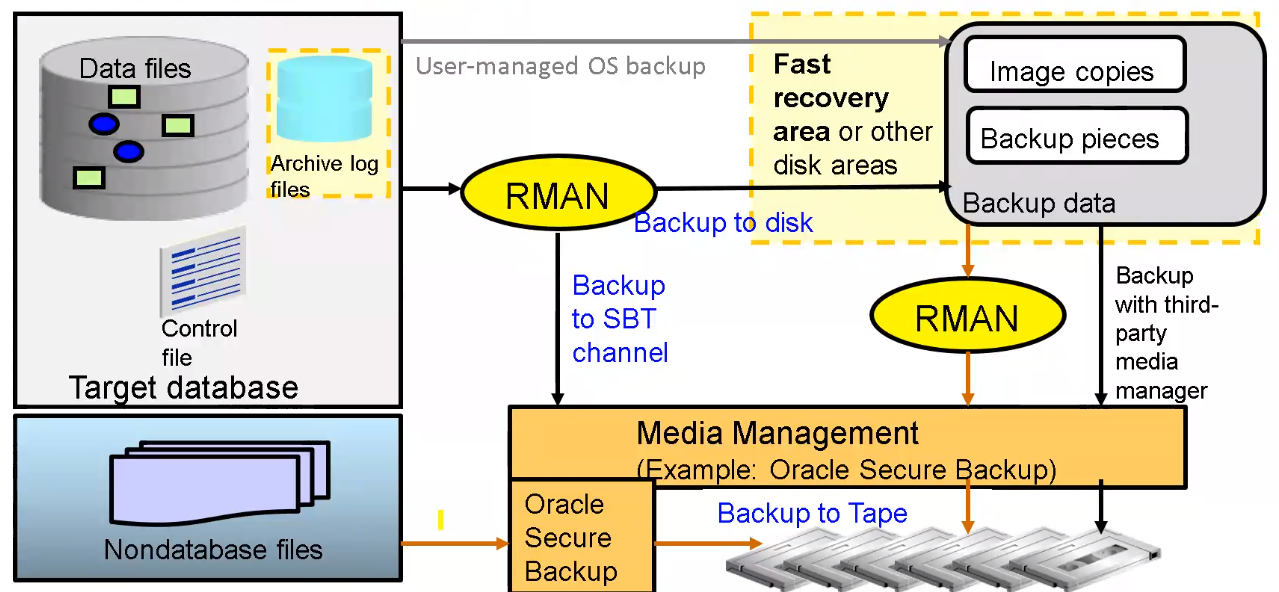 Data files
Archive log
files
Control
file
Target database
User-managed OS backup
Fast
recovery
area or other
disk areas
Image copies
Backup pieces
Backup data
RMAN
Backup to disk
Backup
to SBT
channel
RMAN
Backup
with third-
party
media
manager
Media Management
(Example: Oracle Secure Backup)
Nondatabase files
Oracle
Secure
Backup
Backup to Tape